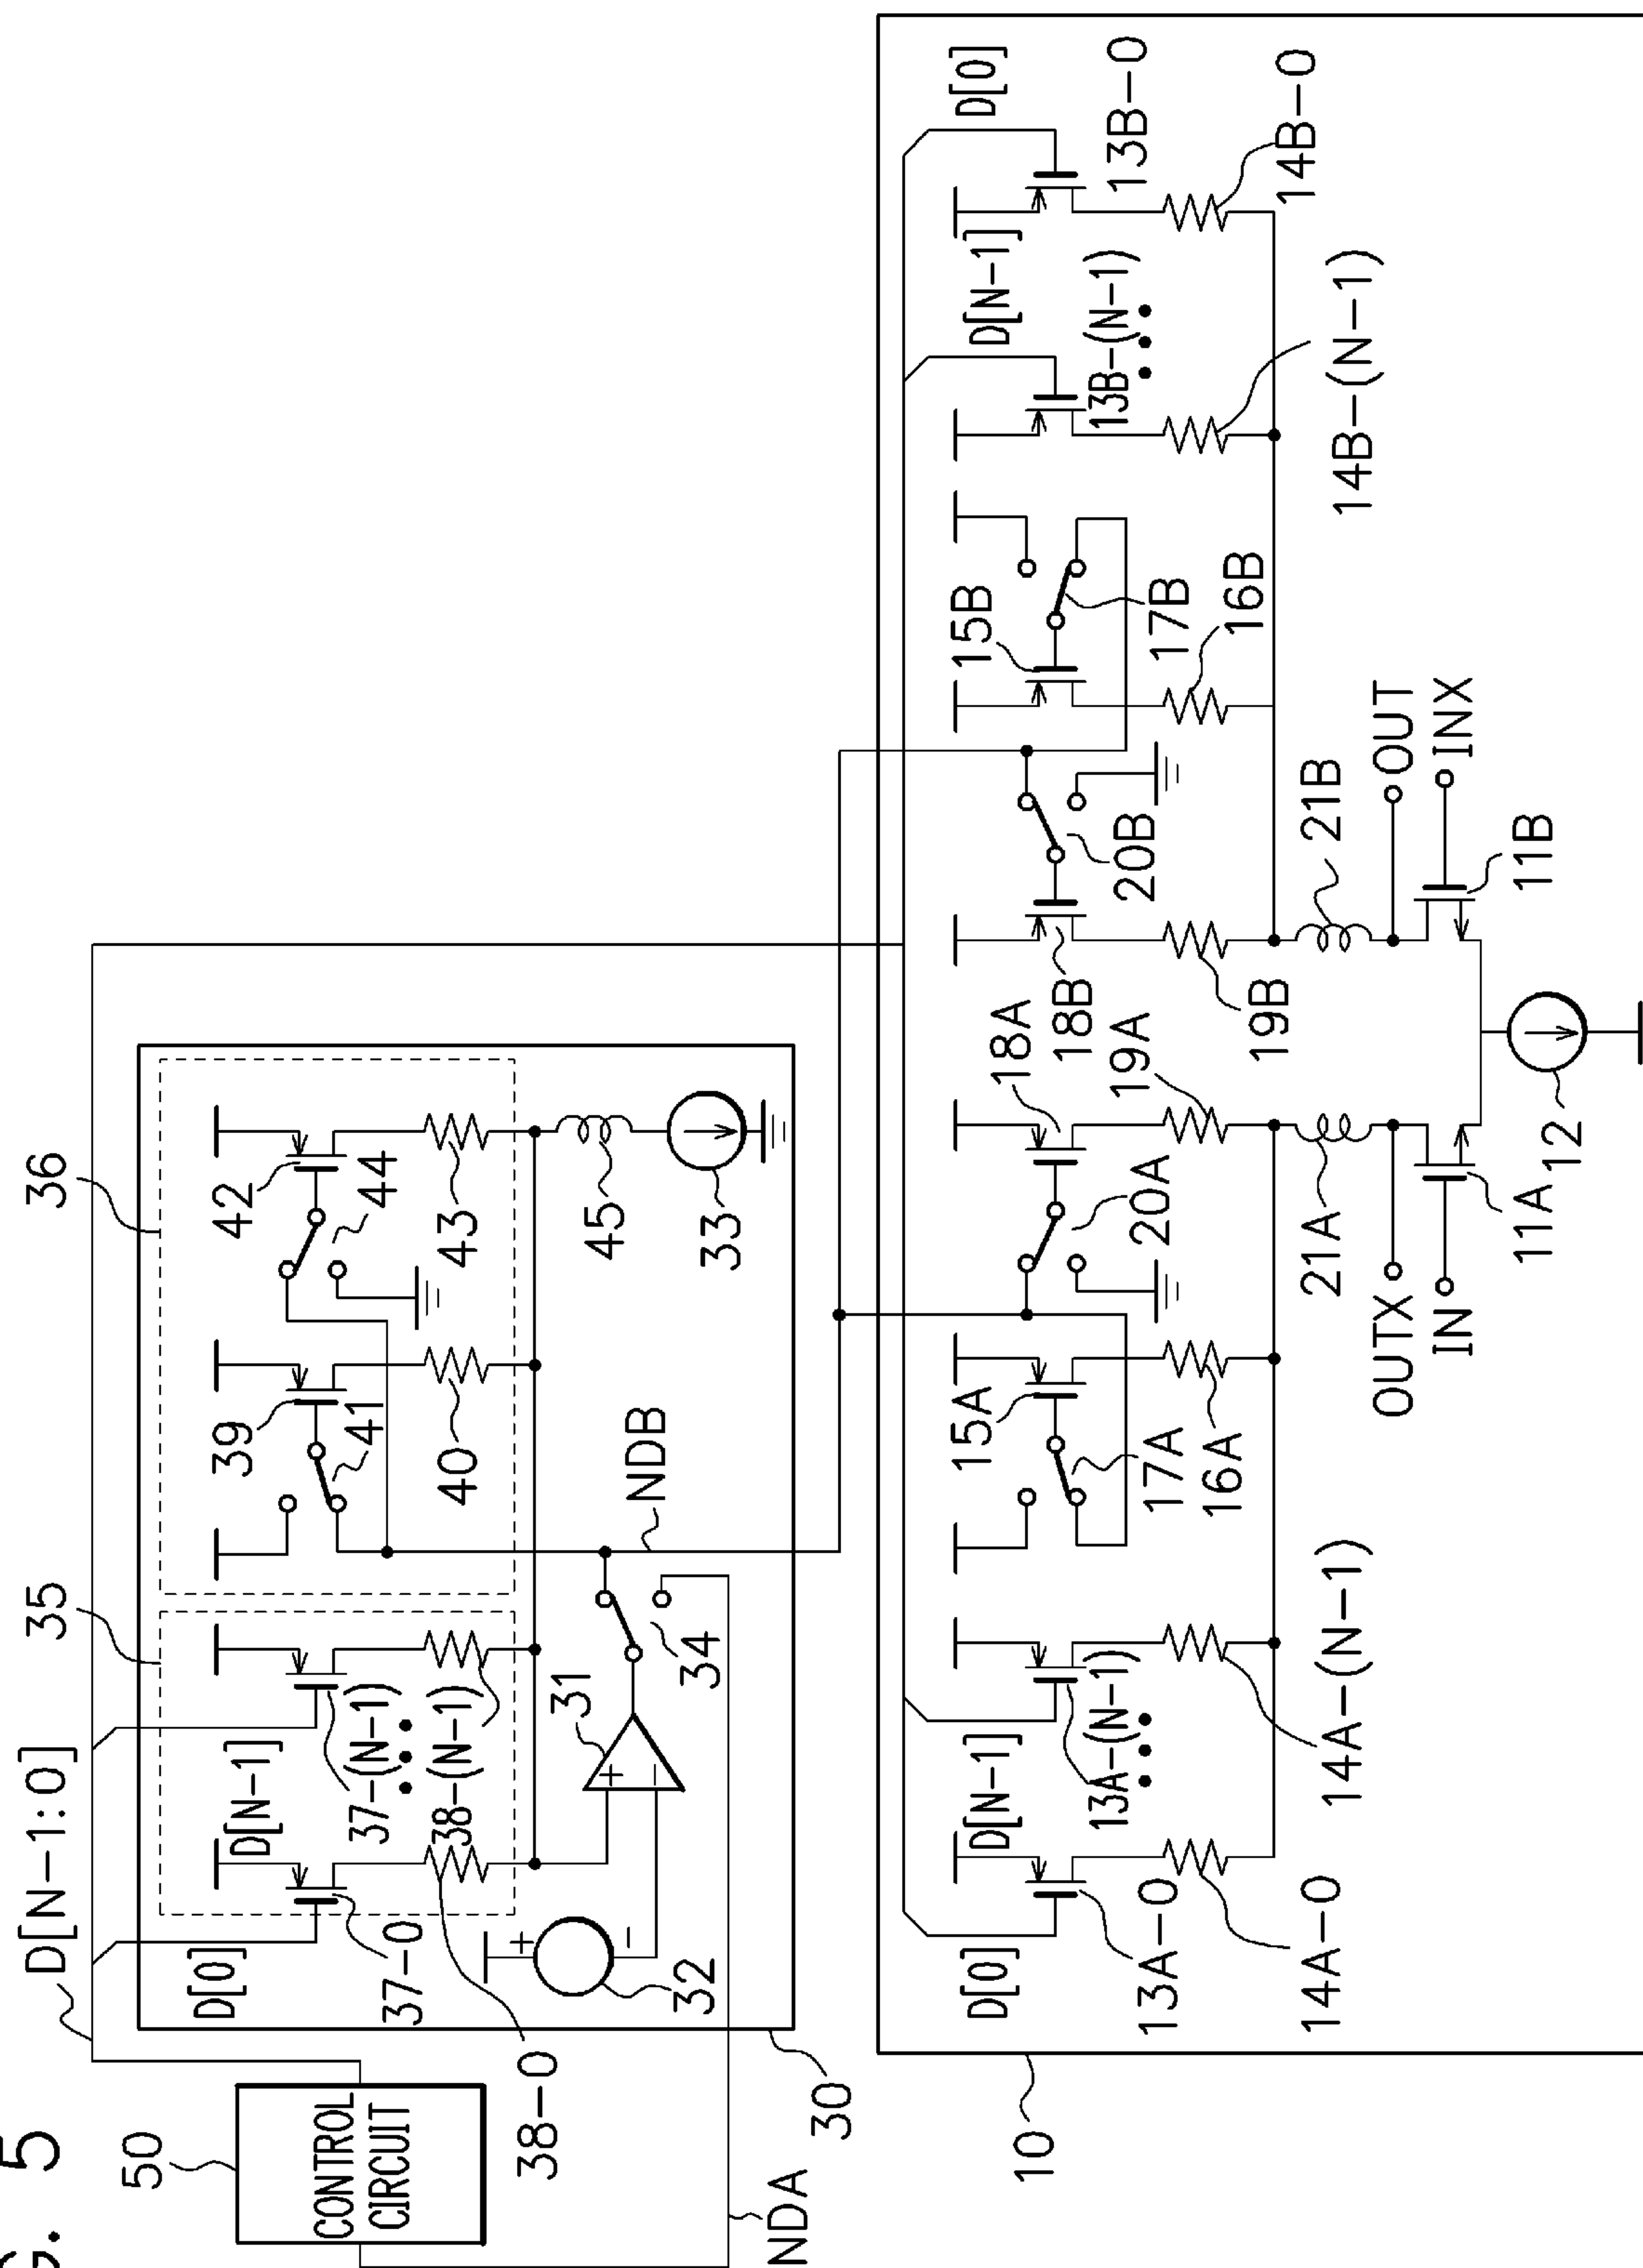 G. 5
50
CONTROL
CIRCUIT
D[N-1:0]
35
36
D[0]
D[N-1]
37-0
37-(N-1)
38-0
38-(N-1)
39
41
40
42
44
43
45
33
31
34
32
NDB
NDA
30
10
D[0]
D[N-1]
13A-0
13A-(N-1)
14A-0
14A-(N-1)
15A
17A
16A
20A
18A
19A
18B
19B
20B
15B
17B
16B
D[N-1]
13B-(N-1)
D[0]
13B-0
14B-0
14B-(N-1)
21A
21B
OUTX
IN
11A
12
OUT
INX
11B
+
-
+
-